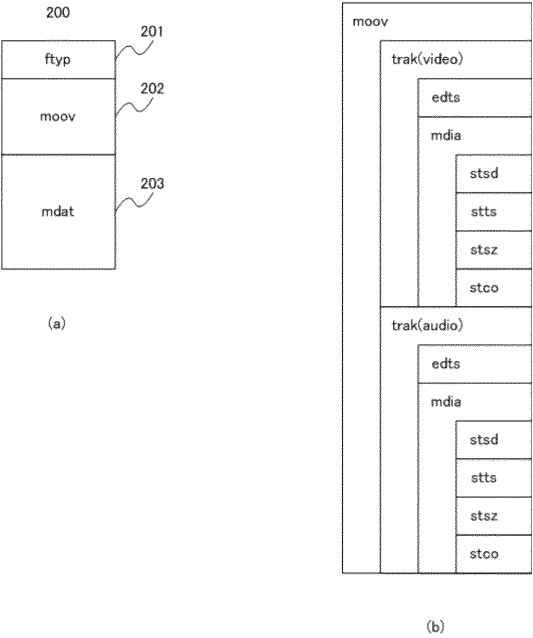 200
201
ftyp
202
moov
203
mdat
(a)
moov
trak(video)
edts
mdia
stsd
stts
stsz
stco
trak(audio)
edts
mdia
stsd
stts
stsz
stco
(b)